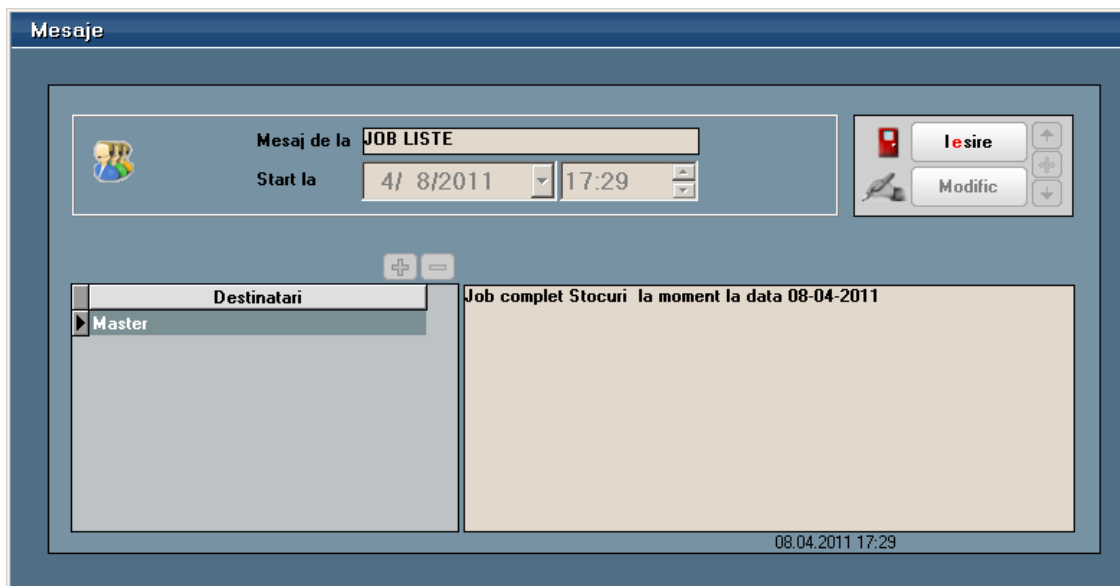 Mesaje
Mesaj de la JOB LISTE
Start la 4/ 8/2011 17:29
Iesire
Modific
Destinatari
Master
Job complet Stocuri la moment la data 08-04-2011
08.04.2011 17:29